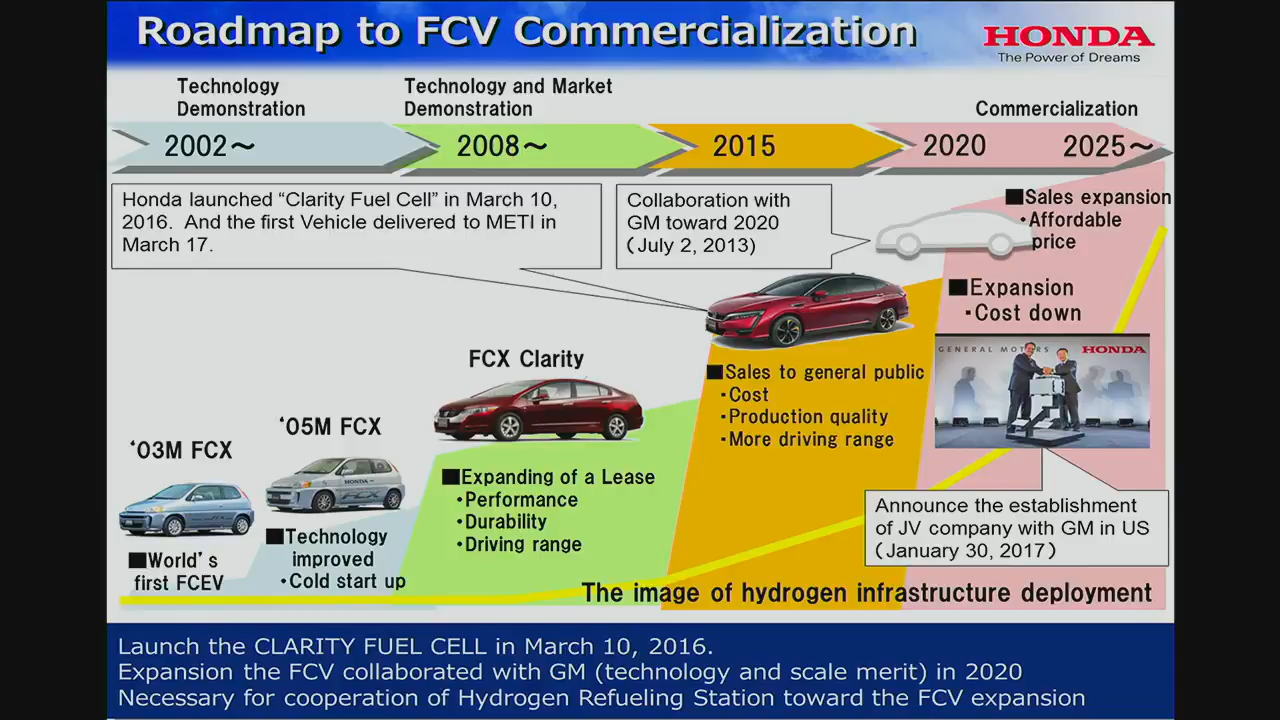 Roadmap to FCV Commercialization
HONDA
The Power of Dreams
Technology
Demonstration
Technology and Market
Demonstration
Commercialization
2002～
2008～
2015
2020
2025～
Honda launched “Clarity Fuel Cell” in March 10,
2016. And the first Vehicle delivered to METI in
March 17.
Collaboration with
GM toward 2020
（July 2, 2013）
■Sales expansion
・Affordable
price
■Expansion
・Cost down
GENERAL MOTORS
HONDA
FCX Clarity
■Sales to general public
・Cost
・Production quality
・More driving range
‘05M FCX
‘03M FCX
HONDA
FCX
■Expanding of a Lease
・Performance
・Durability
・Driving range
■Technology
improved
・Cold start up
■World’s
first FCEV
Announce the establishment
of JV company with GM in US
（January 30, 2017）
The image of hydrogen infrastructure deployment
Launch the CLARITY FUEL CELL in March 10, 2016.
Expansion the FCV collaborated with GM (technology and scale merit) in 2020
Necessary for cooperation of Hydrogen Refueling Station toward the FCV expansion